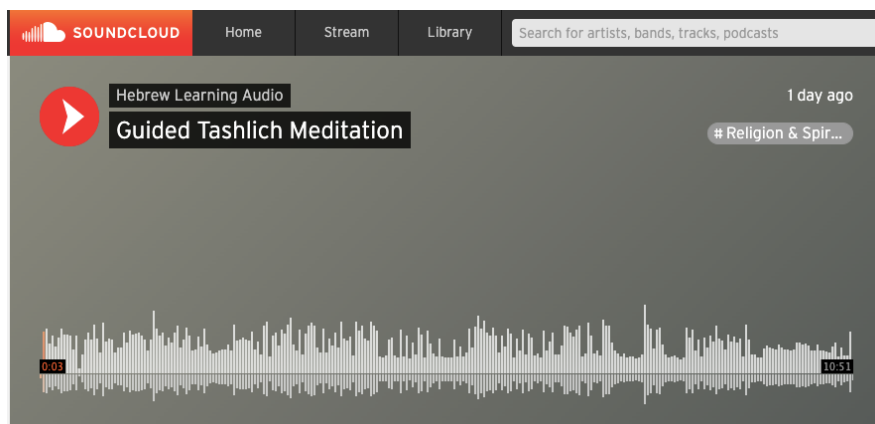 SOUNDCLOUD Home Stream Library Search for artists, bands, tracks, podcasts
Hebrew Learning Audio 1 day ago
Guided Tashlich Meditation # Religion & Spir...
0:03 10:51